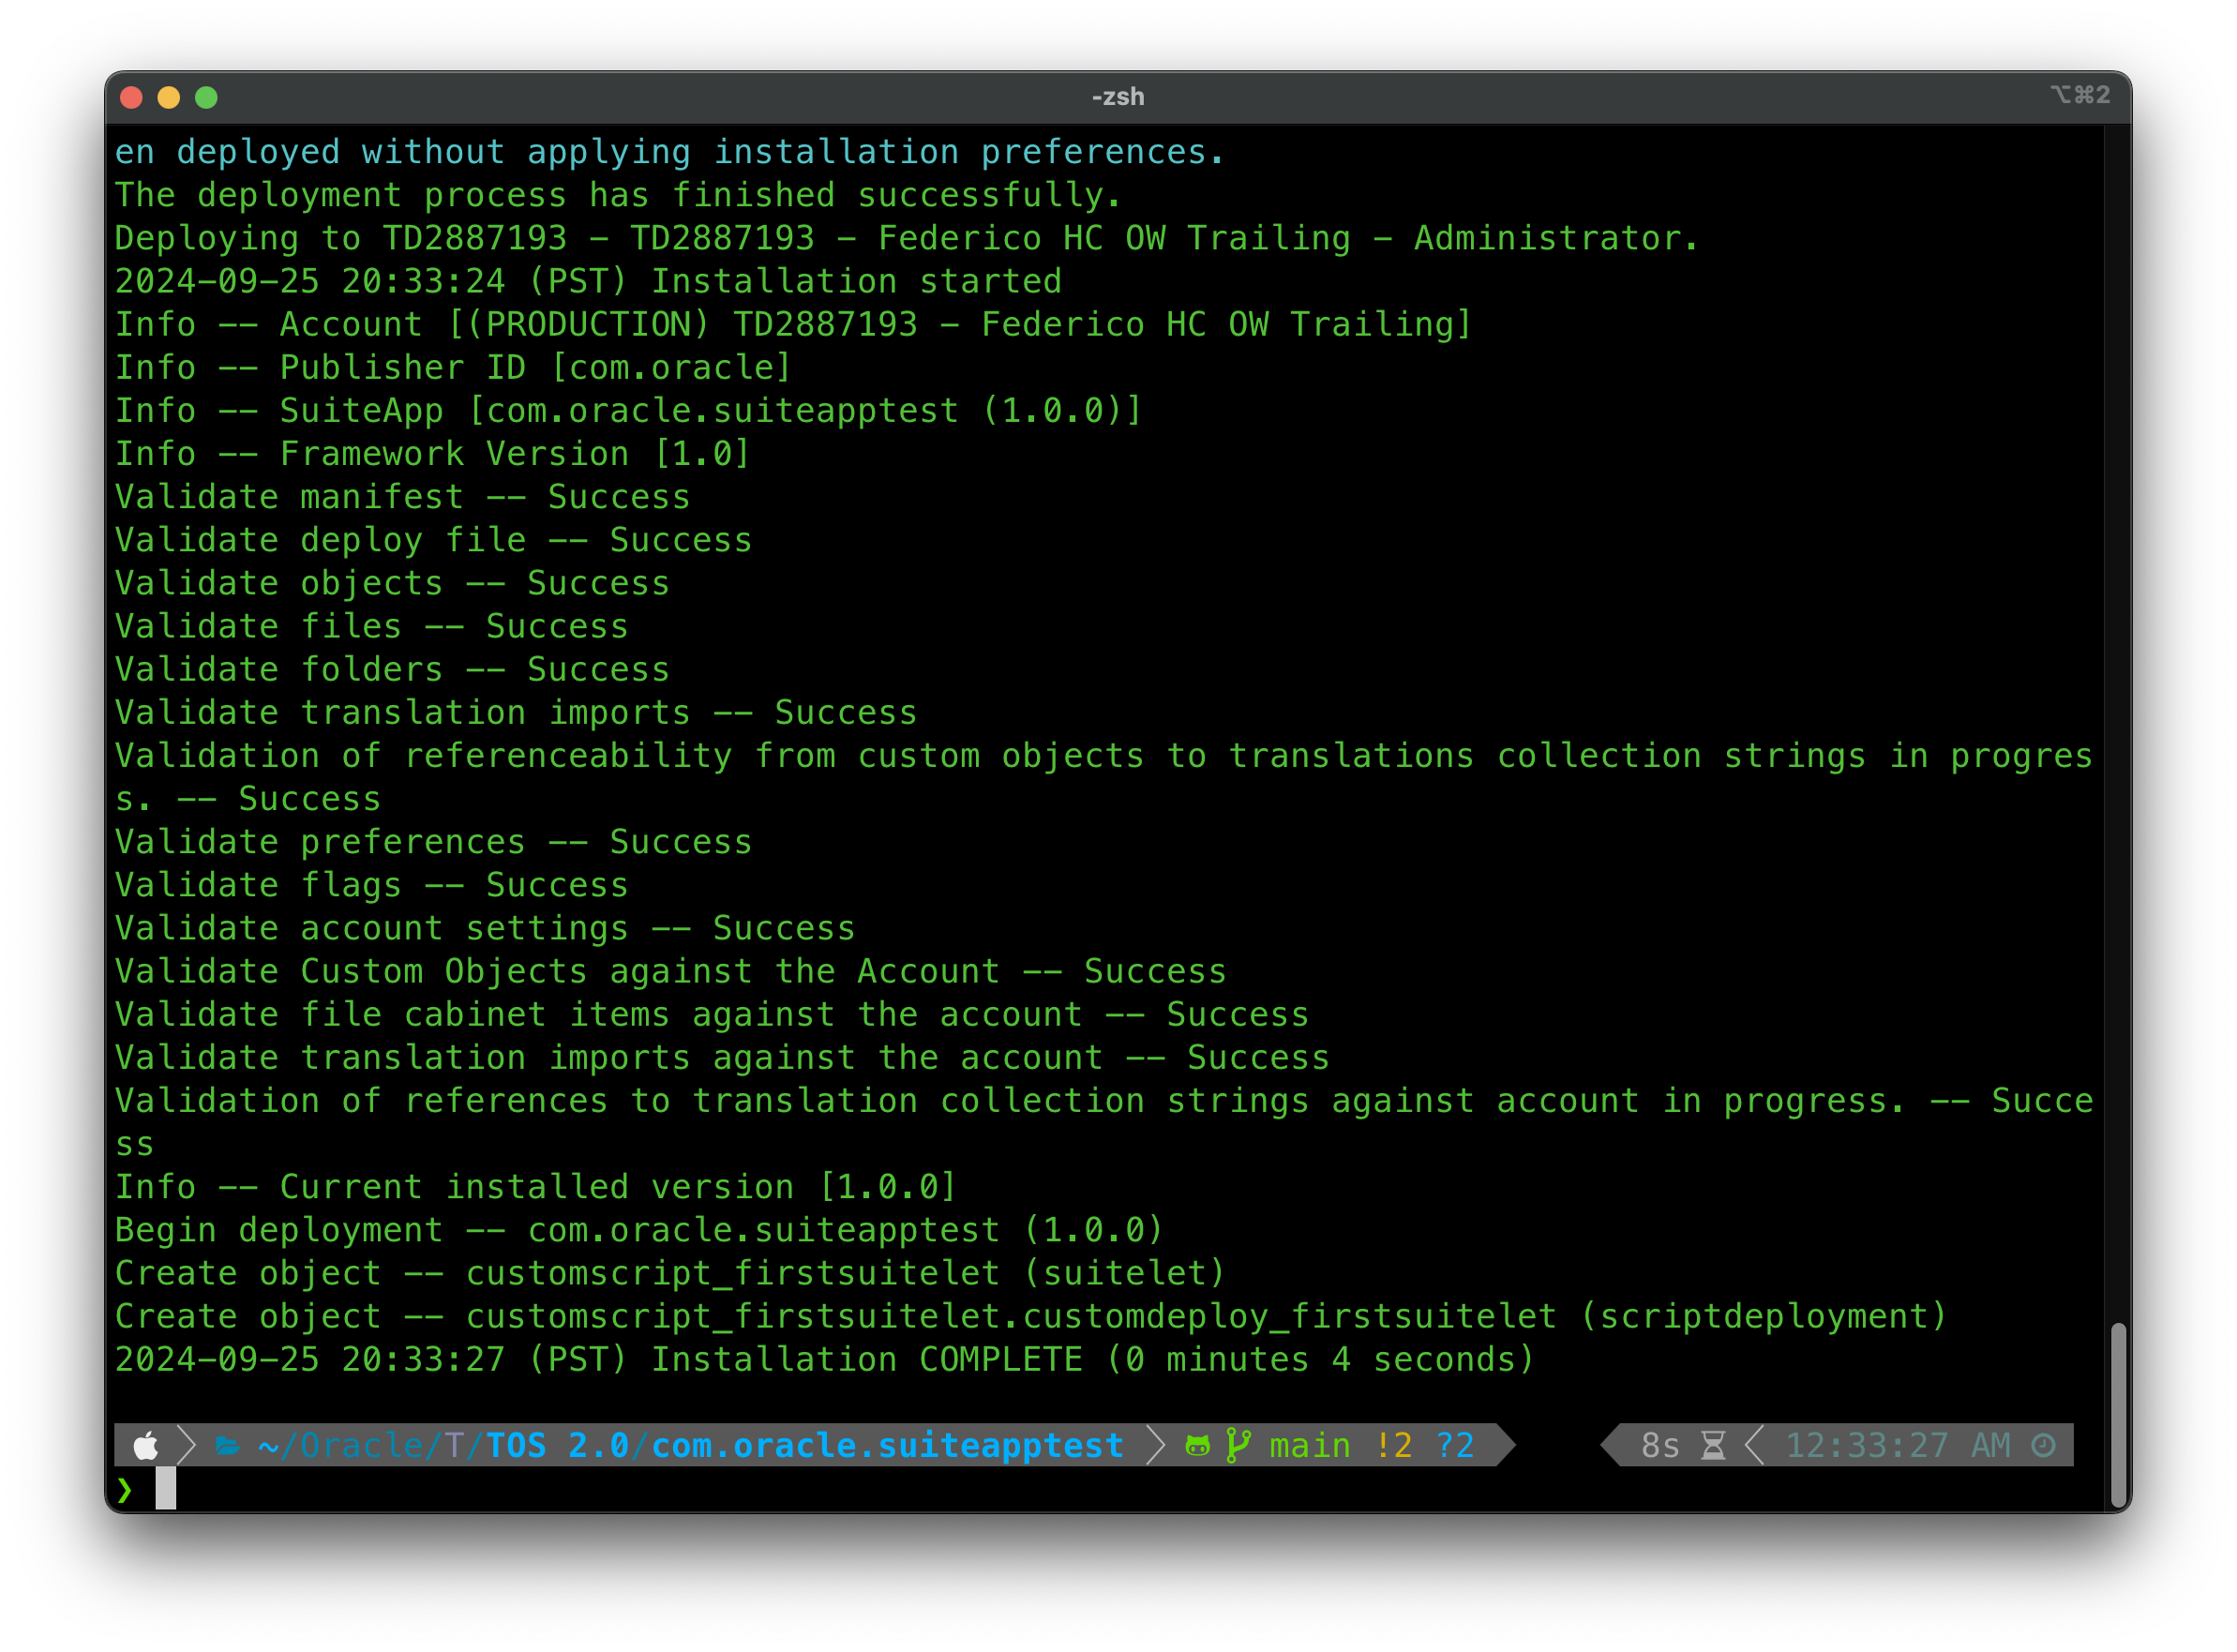 -zsh
⌥⌘2
en deployed without applying installation preferences.
The deployment process has finished successfully.
Deploying to TD2887193 - TD2887193 - Federico HC OW Trailing - Administrator.
2024-09-25 20:33:24 (PST) Installation started
Info -- Account [(PRODUCTION) TD2887193 - Federico HC OW Trailing]
Info -- Publisher ID [com.oracle]
Info -- SuiteApp [com.oracle.suiteapptest (1.0.0)]
Info -- Framework Version [1.0]
Validate manifest -- Success
Validate deploy file -- Success
Validate objects -- Success
Validate files -- Success
Validate folders -- Success
Validate translation imports -- Success
Validation of referenceability from custom objects to translations collection strings in progres
s. -- Success
Validate preferences -- Success
Validate flags -- Success
Validate account settings -- Success
Validate Custom Objects against the Account -- Success
Validate file cabinet items against the account -- Success
Validate translation imports against the account -- Success
Validation of references to translation collection strings against account in progress. -- Succe
ss
Info -- Current installed version [1.0.0]
Begin deployment -- com.oracle.suiteapptest (1.0.0)
Create object -- customscript_firstsuitelet (suitelet)
Create object -- customscript_firstsuitelet.customdeploy_firstsuitelet (scriptdeployment)
2024-09-25 20:33:27 (PST) Installation COMPLETE (0 minutes 4 seconds)
~/Oracle/T/TOS 2.0/com.oracle.suiteapptest main !2 ?2 8s 12:33:27 AM
❯